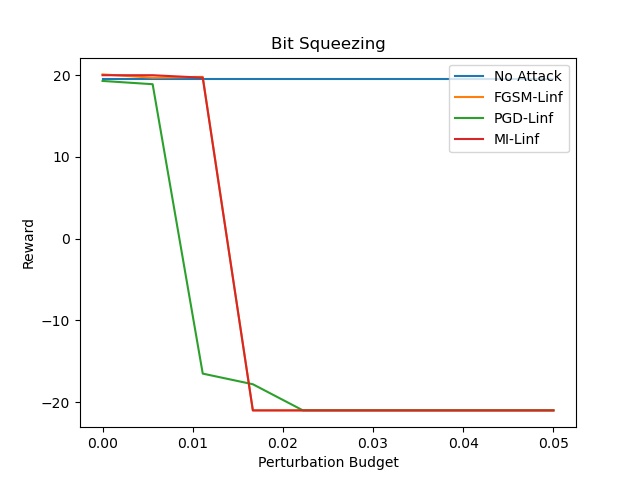 Bit Squeezing
No Attack
FGSM-Linf
PGD-Linf
MI-Linf
20
10
0
−10
−20
Reward
0.00 0.01 0.02 0.03 0.04 0.05
Perturbation Budget